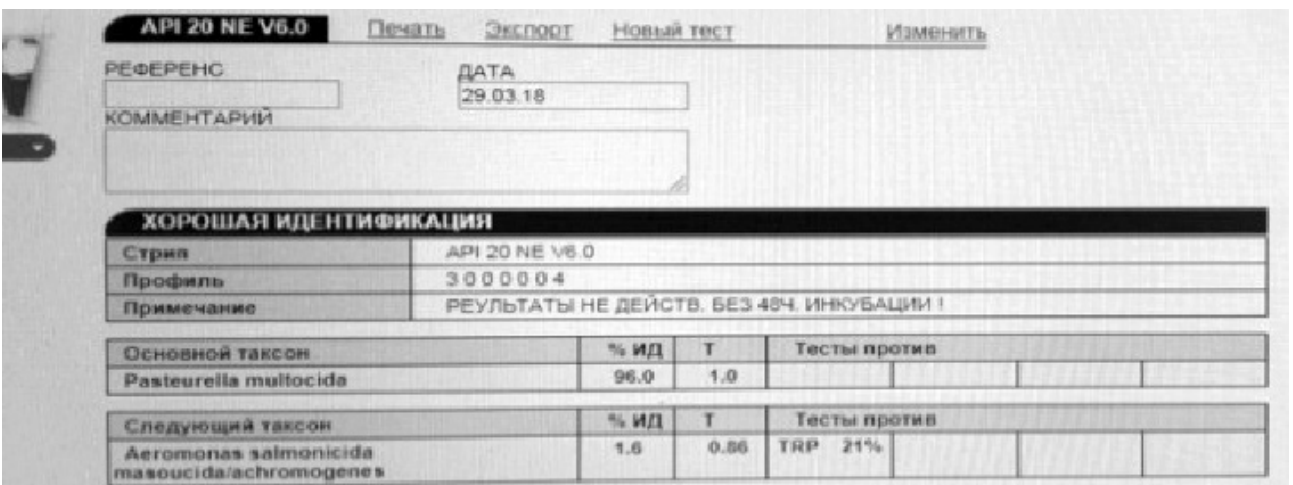 API 20 NE V6.0 Печать Экспорт Новый тест Изменить
РЕФЕРЕНС ДАТА
29.03.18
КОММЕНТАРИЙ
ХОРОШАЯ ИДЕНТИФИКАЦИЯ
Стрип API 20 NE V6.0
Профиль 3 0 0 0 0 0 4
Примечание РЕУЛЬТАТЫ НЕ ДЕЙСТВ. БЕЗ 48Ч. ИНКУБАЦИИ !
Основной таксон % ИД Т Тесты против
Pasteurella multocida 96.0 1.0
Следующий таксон % ИД Т Тесты против
Aeromonas salmonicida 1.6 0.86 TRP 21%
masoucida/achromogenes